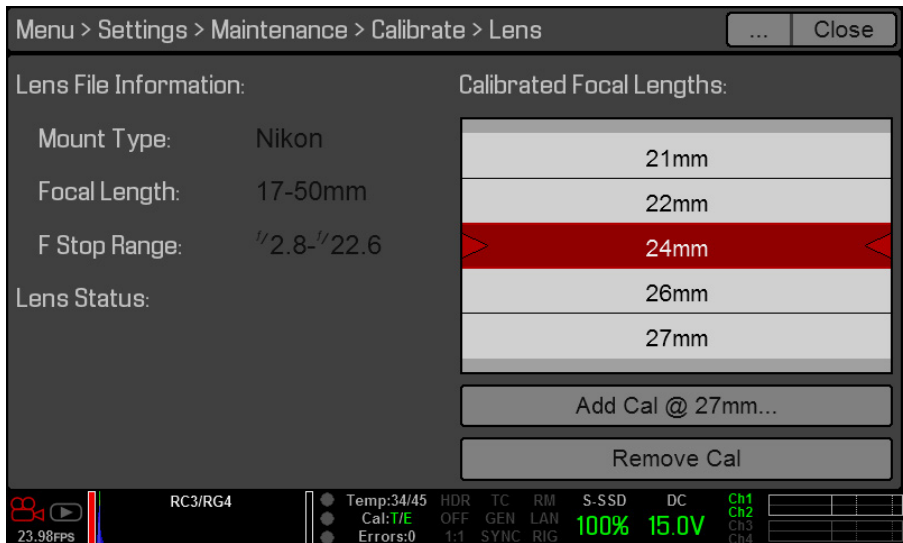 Menu > Settings > Maintenance > Calibrate > Lens
... Close
Lens File Information:
Mount Type: Nikon
Focal Length: 17-50mm
F Stop Range: f/2.8-f/22.6
Lens Status:
Calibrated Focal Lengths:
21mm
22mm
24mm
26mm
27mm
Add Cal @ 27mm...
Remove Cal
23.98FPS
RC3/RG4
Temp:34/45
Cal:T/E
Errors:0
HDR TC RM
OFF GEN LAN
1:1 SYNC RIG
S-SSD
100%
DC
15.0V
Ch1
Ch2
Ch3
Ch4